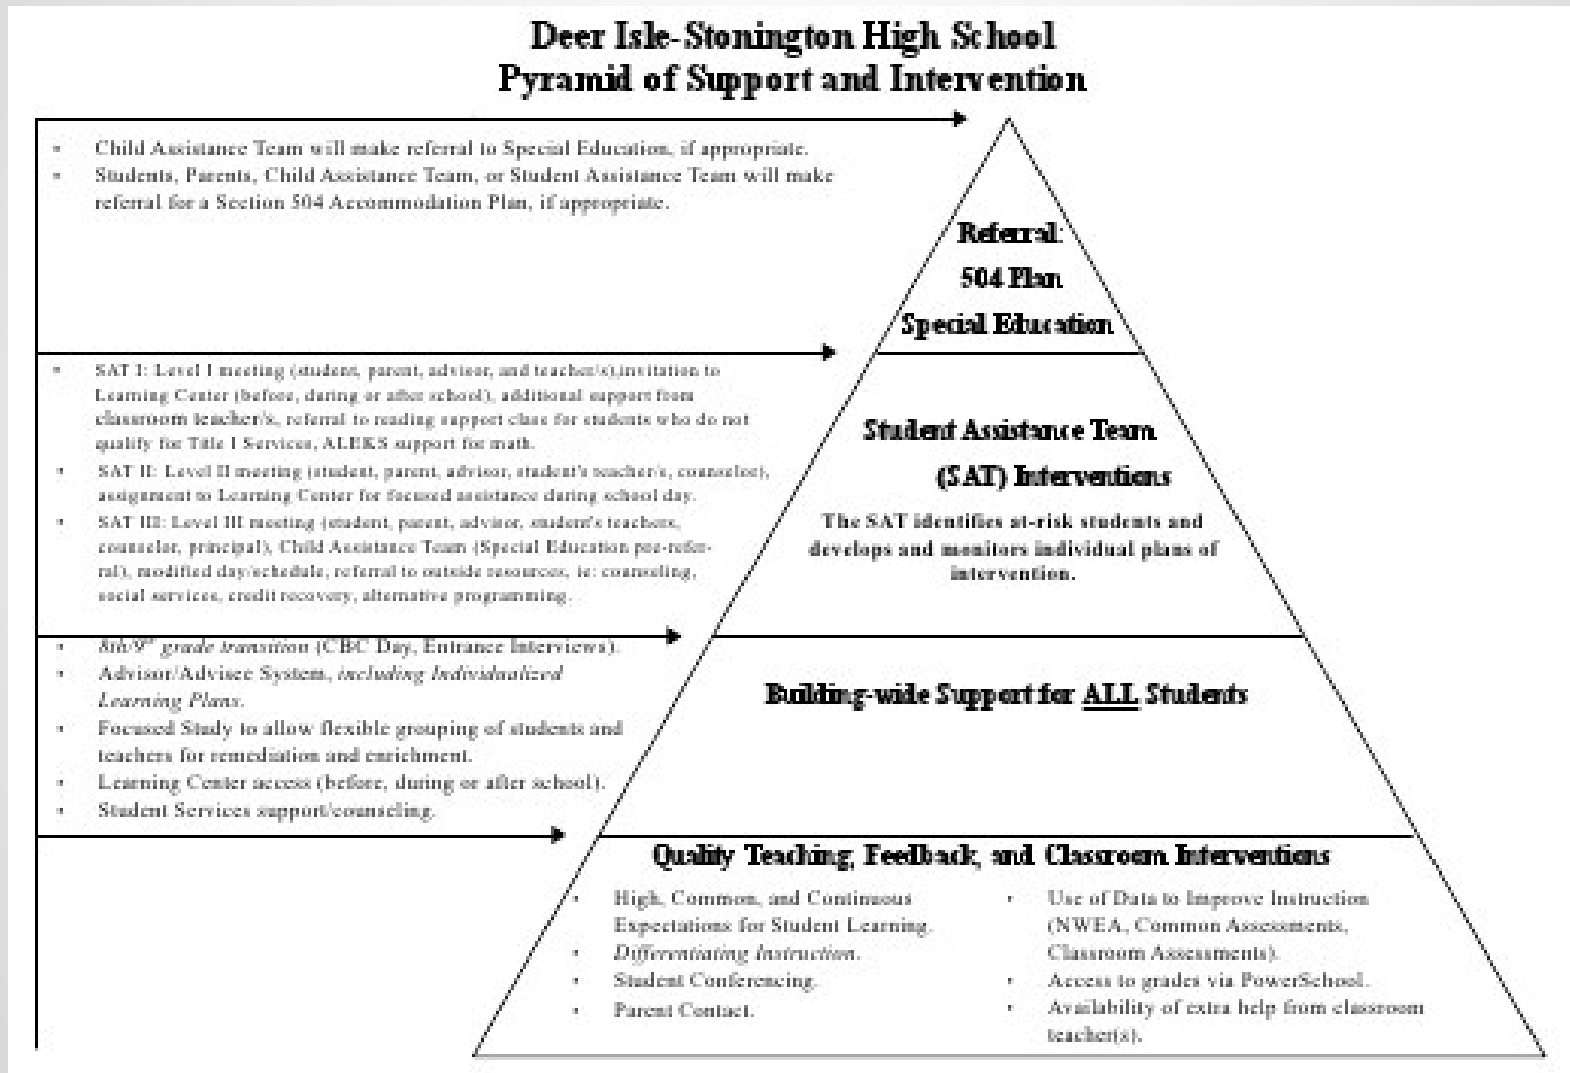 Deer Isle-Stonington High School
Pyramid of Support and Intervention
• Child Assistance Team will make referral to Special Education, if appropriate.
• Students, Parents, Child Assistance Team, or Student Assistance Team will make
referral for a Section 504 Accommodation Plan, if appropriate.
Referral:
504 Plan
Special Education
• SAT I: Level I meeting (student, parent, advisor, and teacher/s),invitation to
Learning Center (before, during or after school), additional support from
classroom teacher/s, referral to reading support class for students who do not
qualify for Title I Services, ALEKS support for math.
• SAT II: Level II meeting (student, parent, advisor, student's teacher/s, counselor),
assignment to Learning Center for focused assistance during school day.
• SAT III: Level III meeting (student, parent, advisor, student's teachers,
counselor, principal), Child Assistance Team (Special Education pre-refer-
ral), modified day/schedule, referral to outside resources, ie: counseling,
social services, credit recovery, alternative programming.
Student Assistance Team
(SAT) Interventions
The SAT identifies at-risk students and
develops and monitors individual plans of
intervention.
• 8th/9th grade transition (CBC Day, Entrance Interviews).
• Advisor/Advisee System, including Individualized
Learning Plans.
• Focused Study to allow flexible grouping of students and
teachers for remediation and enrichment.
• Learning Center access (before, during or after school).
• Student Services support/counseling.
Building-wide Support for ALL Students
Quality Teaching, Feedback, and Classroom Interventions
• High, Common, and Continuous
Expectations for Student Learning.
• Differentiating Instruction.
• Student Conferencing.
• Parent Contact.
• Use of Data to Improve Instruction
(NWEA, Common Assessments,
Classroom Assessments).
• Access to grades via PowerSchool.
• Availability of extra help from classroom
teacher(s).